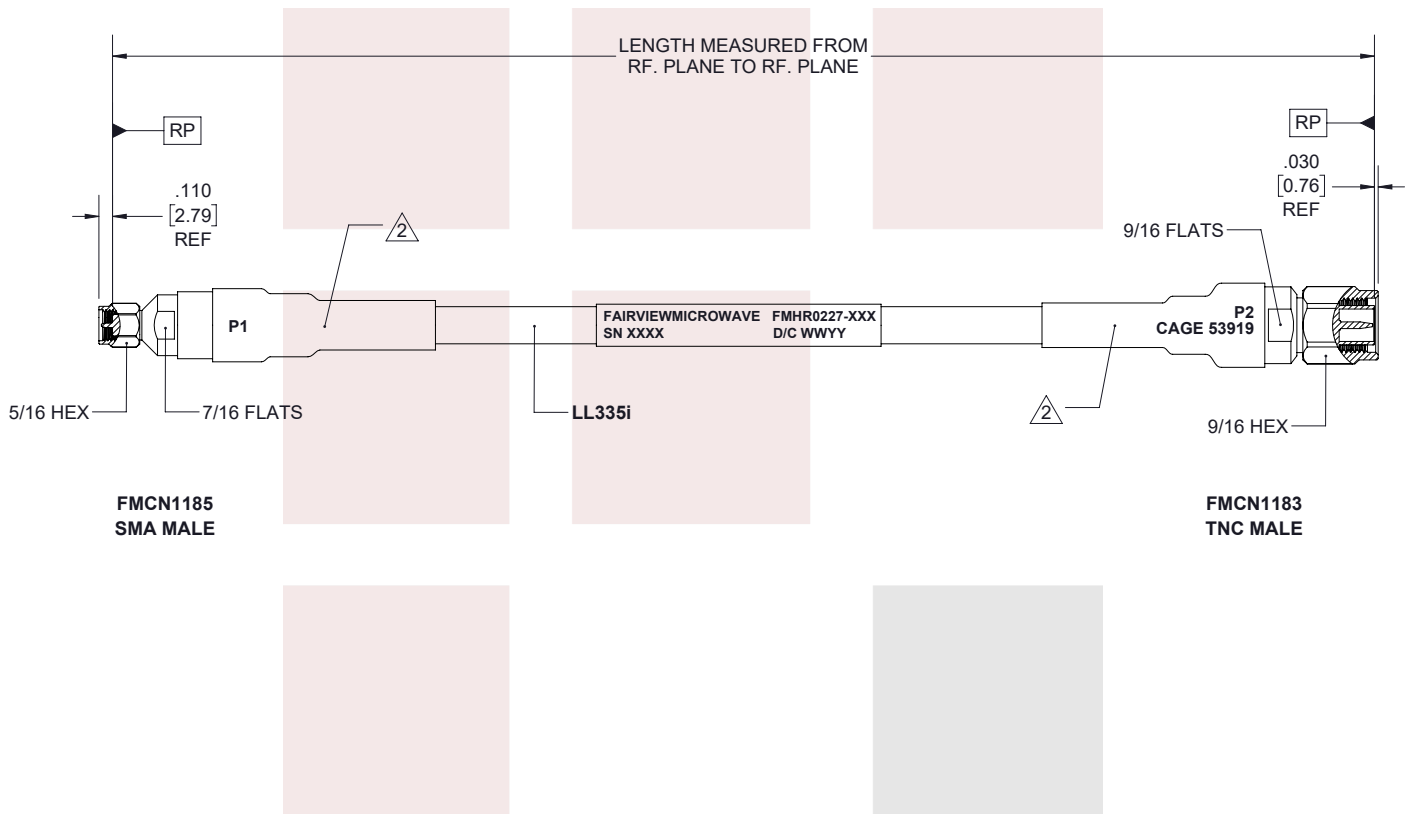 LENGTH MEASURED FROM
RF. PLANE TO RF. PLANE
RP
RP
.110
[2.79]
REF
.030
[0.76]
REF
2
9/16 FLATS
P1
FAIRVIEWMICROWAVE FMHR0227-XXX
SN XXXX D/C WWYY
P2
CAGE 53919
5/16 HEX
7/16 FLATS
LL335i
2
9/16 HEX
FMCN1185
SMA MALE
FMCN1183
TNC MALE